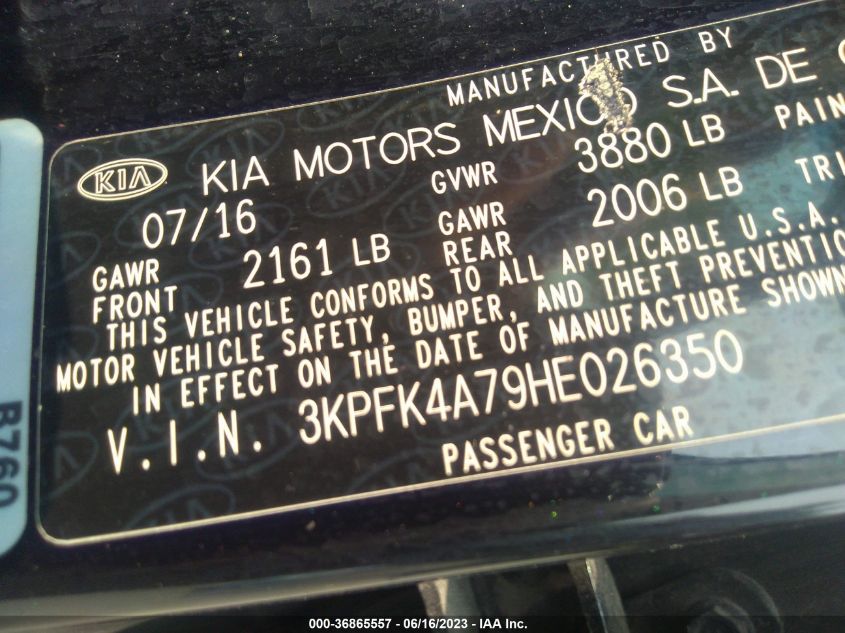 MANUFACTURED BY
KIA KIA MOTORS MEXICO S.A. DE
07/16 GVWR 3880 LB
GAWR FRONT 2161 LB GAWR REAR 2006 LB
THIS VEHICLE CONFORMS TO ALL APPLICABLE U.S.A.
MOTOR VEHICLE SAFETY, BUMPER, AND THEFT PREVENTION
IN EFFECT ON THE DATE OF MANUFACTURE SHOWN
V.I.N. 3KPFK4A79HE026350
PASSENGER CAR
B760
000-36865557 - 06/16/2023 - IAA Inc.